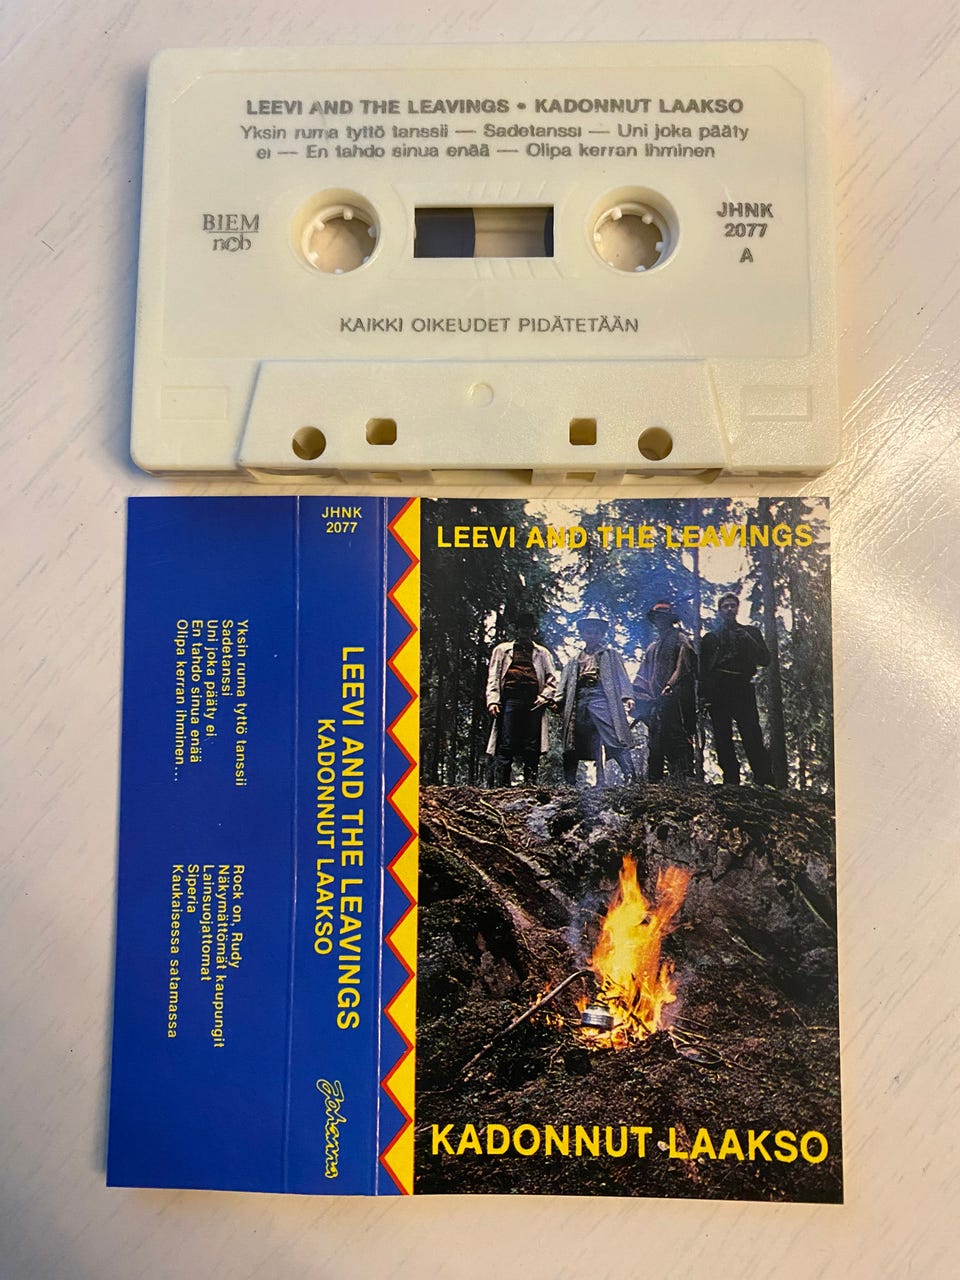 LEEVI AND THE LEAVINGS • KADONNUT LAAKSO
Yksin ruma tyttö tanssii — Sadetanssi — Uni joka pääty
ei — En tahdo sinua enää — Olipa kerran ihminen
BIEM
ncb
JHNK
2077
A
KAIKKI OIKEUDET PIDÄTETÄÄN
JHNK
2077
LEEVI AND THE LEAVINGS
KADONNUT LAAKSO
Johanna
Yksin ruma tyttö tanssii
Sadetanssi
Uni joka pääty ei
En tahdo sinua enää
Olipa kerran ihminen...
Rock on, Rudy
Näkymättömät kaupungit
Lainsuojattomat
Siperia
Kaukaisessa satamassa
LEEVI AND THE LEAVINGS
KADONNUT LAAKSO